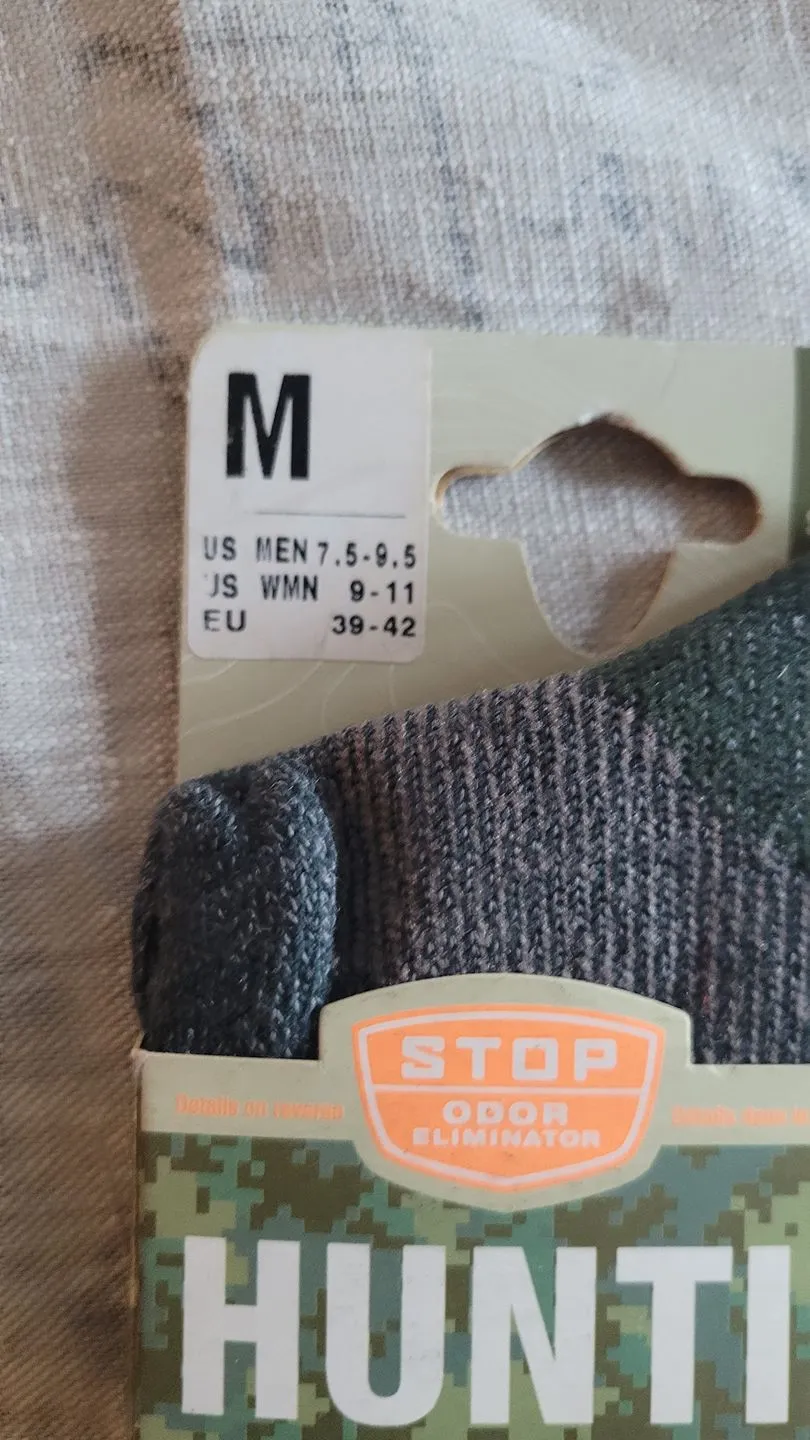 M
US MEN 7.5-9.5
US WMN 9-11
EU 39-42
STOP
ODOR
ELIMINATOR
Details on reverse
HUNTI